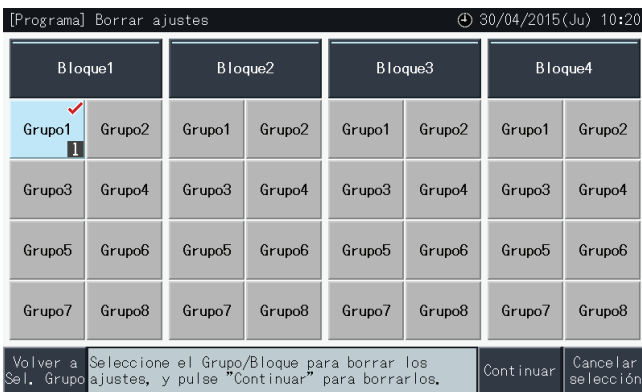 [Programa] Borrar ajustes 30/04/2015(Ju) 10:20
Bloque1 Bloque2 Bloque3 Bloque4
Grupo1 Grupo2 Grupo1 Grupo2 Grupo1 Grupo2 Grupo1 Grupo2
1
Grupo3 Grupo4 Grupo3 Grupo4 Grupo3 Grupo4 Grupo3 Grupo4
Grupo5 Grupo6 Grupo5 Grupo6 Grupo5 Grupo6 Grupo5 Grupo6
Grupo7 Grupo8 Grupo7 Grupo8 Grupo7 Grupo8 Grupo7 Grupo8
Volver a
Sel. Grupo
Seleccione el Grupo/Bloque para borrar los
ajustes, y pulse "Continuar" para borrarlos.
Continuar
Cancelar
selección